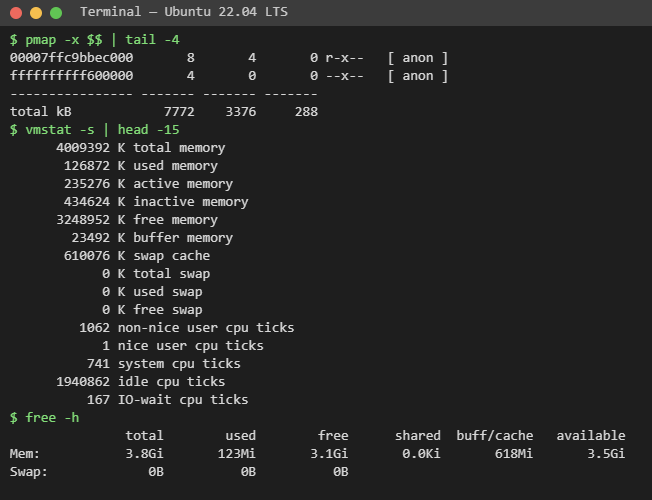 Terminal — Ubuntu 22.04 LTS
$ pmap -x $$ | tail -4
00007ffc9bbec000       8       4       0 r-x--   [ anon ]
ffffffffff600000       4       0       0 --x--   [ anon ]
---------------- ------- ------- -------
total kB            7772    3376     288
$ vmstat -s | head -15
      4009392 K total memory
       126872 K used memory
       235276 K active memory
       434624 K inactive memory
      3248952 K free memory
        23492 K buffer memory
       610076 K swap cache
            0 K total swap
            0 K used swap
            0 K free swap
         1062 non-nice user cpu ticks
            1 nice user cpu ticks
          741 system cpu ticks
      1940862 idle cpu ticks
          167 IO-wait cpu ticks
$ free -h
               total        used        free      shared  buff/cache   available
Mem:           3.8Gi       123Mi       3.1Gi       0.0Ki       618Mi       3.5Gi
Swap:             0B          0B          0B